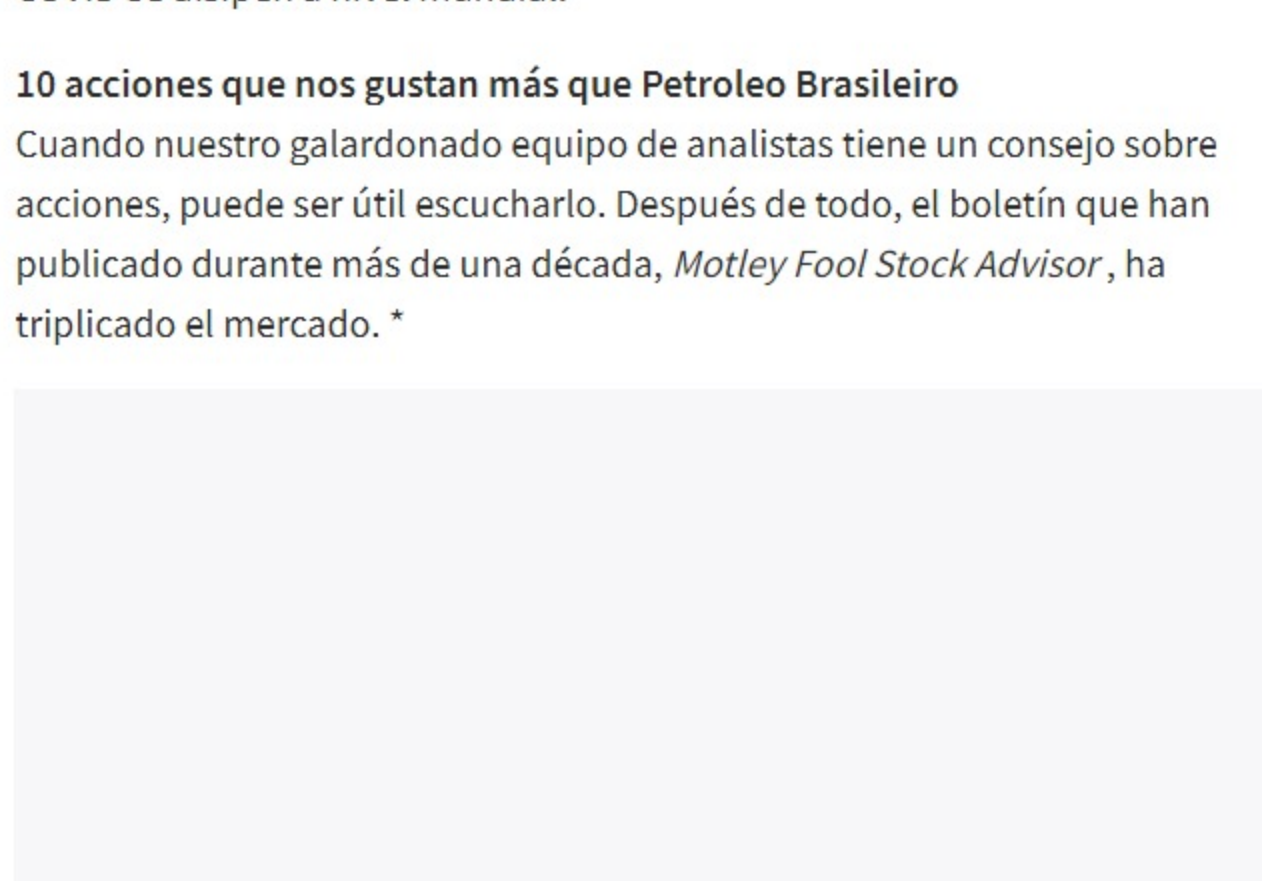 10 acciones que nos gustan más que Petroleo Brasileiro
Cuando nuestro galardonado equipo de analistas tiene un consejo sobre
acciones, puede ser útil escucharlo. Después de todo, el boletín que han
publicado durante más de una década, Motley Fool Stock Advisor , ha
triplicado el mercado. *